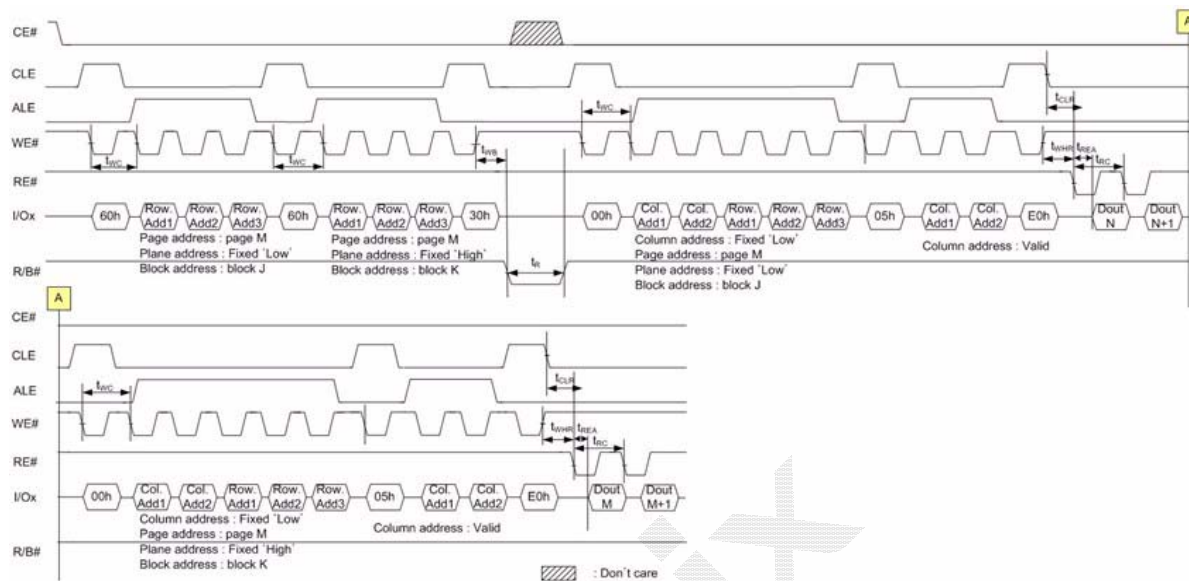 A
CE#
CLE
tCLR
ALE
tWC
WE#
tWC
tWC
tWB
tWHR
tREA
tRC
RE#
I/Ox
60h
Row. Add1
Row. Add2
Row. Add3
60h
Row. Add1
Row. Add2
Row. Add3
30h
00h
Col. Add1
Col. Add2
Row. Add1
Row. Add2
Row. Add3
05h
Col. Add1
Col. Add2
E0h
Dout N
Dout N+1
Page address : page M
Plane address : Fixed 'Low'
Block address : block J
Page address : page M
Plane address : Fixed 'High'
Block address : block K
Column address : Fixed 'Low'
Page address : page M
Plane address : Fixed 'Low'
Block address : block J
Column address : Valid
R/B#
tR
A
CE#
CLE
tCLR
ALE
tWC
WE#
tWHR
tREA
tRC
RE#
I/Ox
00h
Col. Add1
Col. Add2
Row. Add1
Row. Add2
Row. Add3
05h
Col. Add1
Col. Add2
E0h
Dout M
Dout M+1
Column address : Fixed 'Low'
Page address : page M
Plane address : Fixed 'High'
Block address : block K
Column address : Valid
R/B#
: Don't care